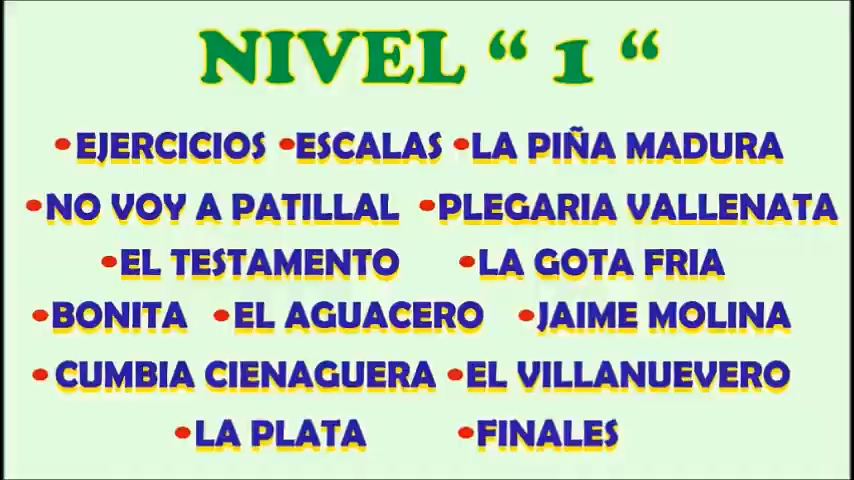 NIVEL “ 1 “
•EJERCICIOS •ESCALAS •LA PIÑA MADURA
•NO VOY A PATILLAL •PLEGARIA VALLENATA
•EL TESTAMENTO •LA GOTA FRIA
•BONITA •EL AGUACERO •JAIME MOLINA
•CUMBIA CIENAGUERA •EL VILLANUEVERO
•LA PLATA •FINALES